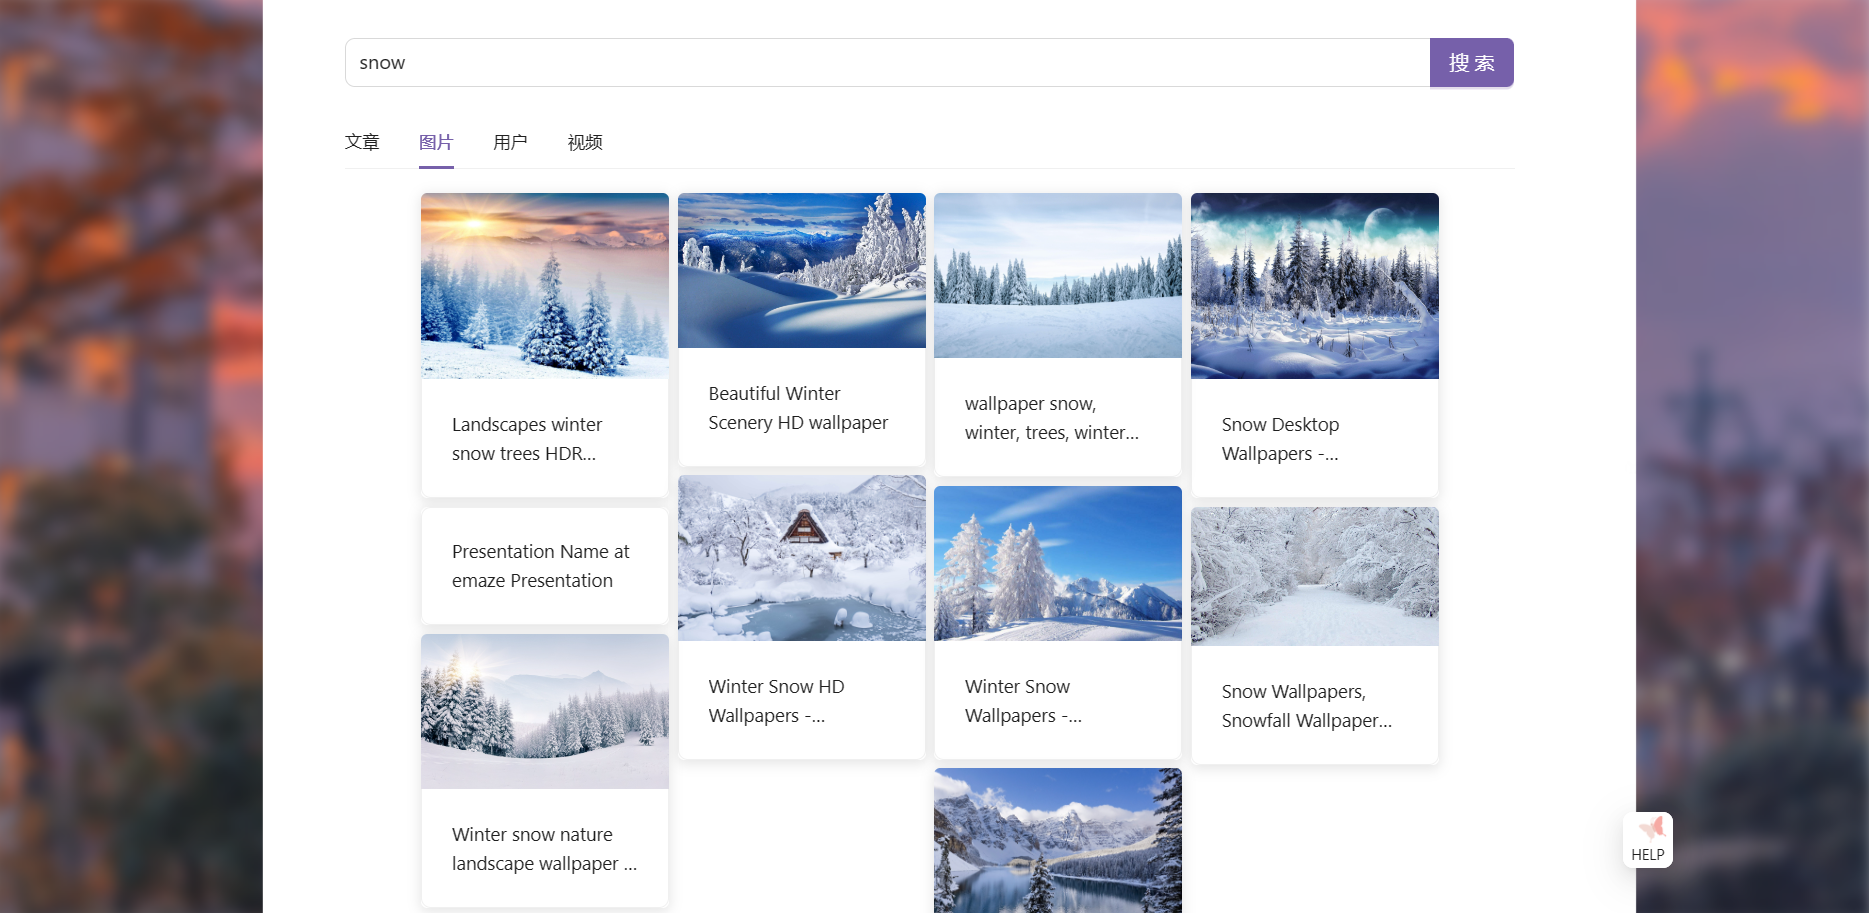 snow
搜 索
文章
图片
用户
视频
Landscapes winter
snow trees HDR...
Beautiful Winter
Scenery HD wallpaper
wallpaper snow,
winter, trees, winter...
Snow Desktop
Wallpapers -...
Presentation Name at
emaze Presentation
Winter Snow HD
Wallpapers -...
Winter Snow
Wallpapers -...
Snow Wallpapers,
Snowfall Wallpaper...
Winter snow nature
landscape wallpaper ...
HELP